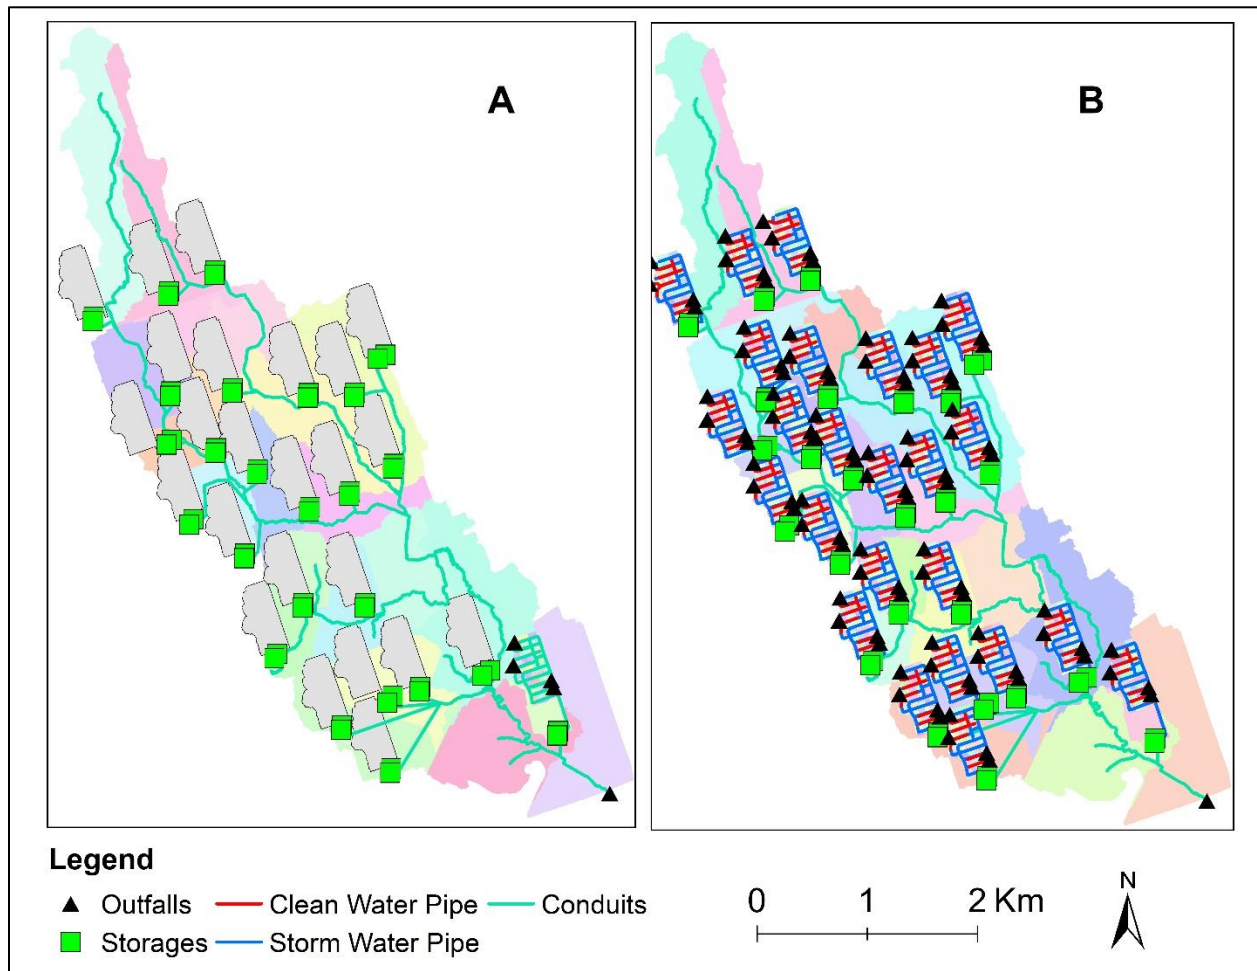 A
B
Legend
Outfalls Clean Water Pipe Conduits
Storages Storm Water Pipe
0 1 2 Km
N